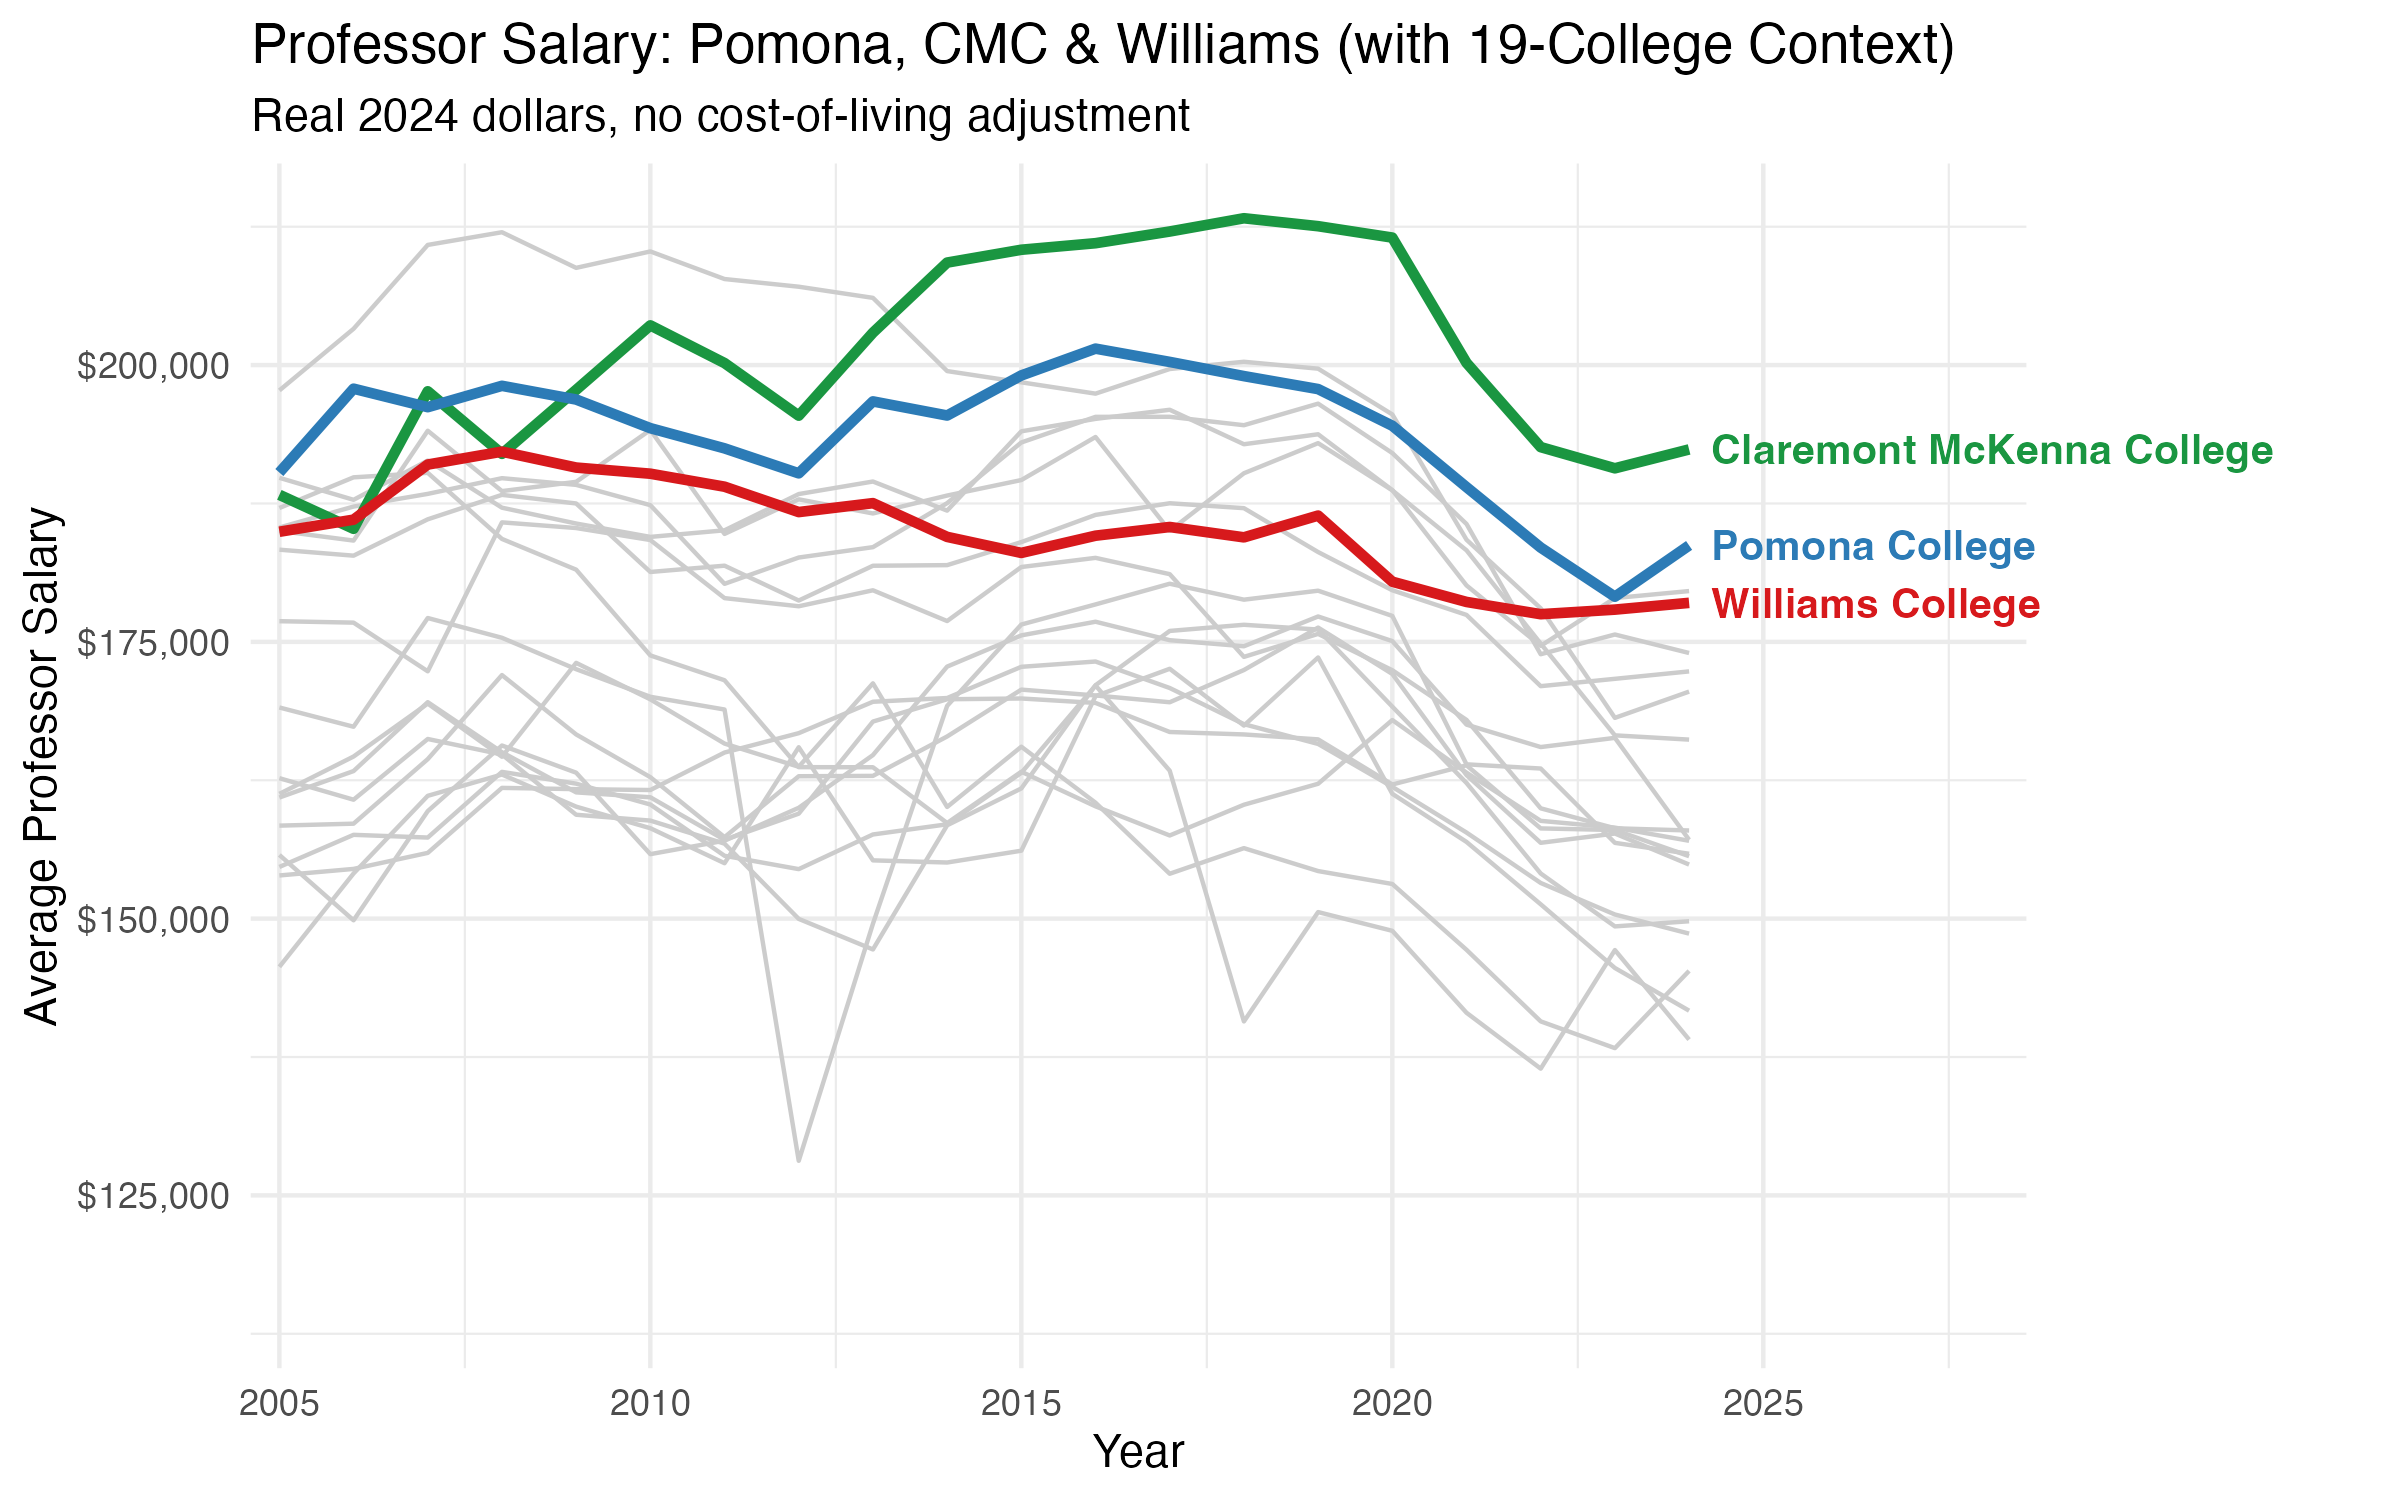 Professor Salary: Pomona, CMC & Williams (with 19-College Context)
Real 2024 dollars, no cost-of-living adjustment
Average Professor Salary
$200,000
$175,000
$150,000
$125,000
Claremont McKenna College
Pomona College
Williams College
2005
2010
2015
2020
2025
Year